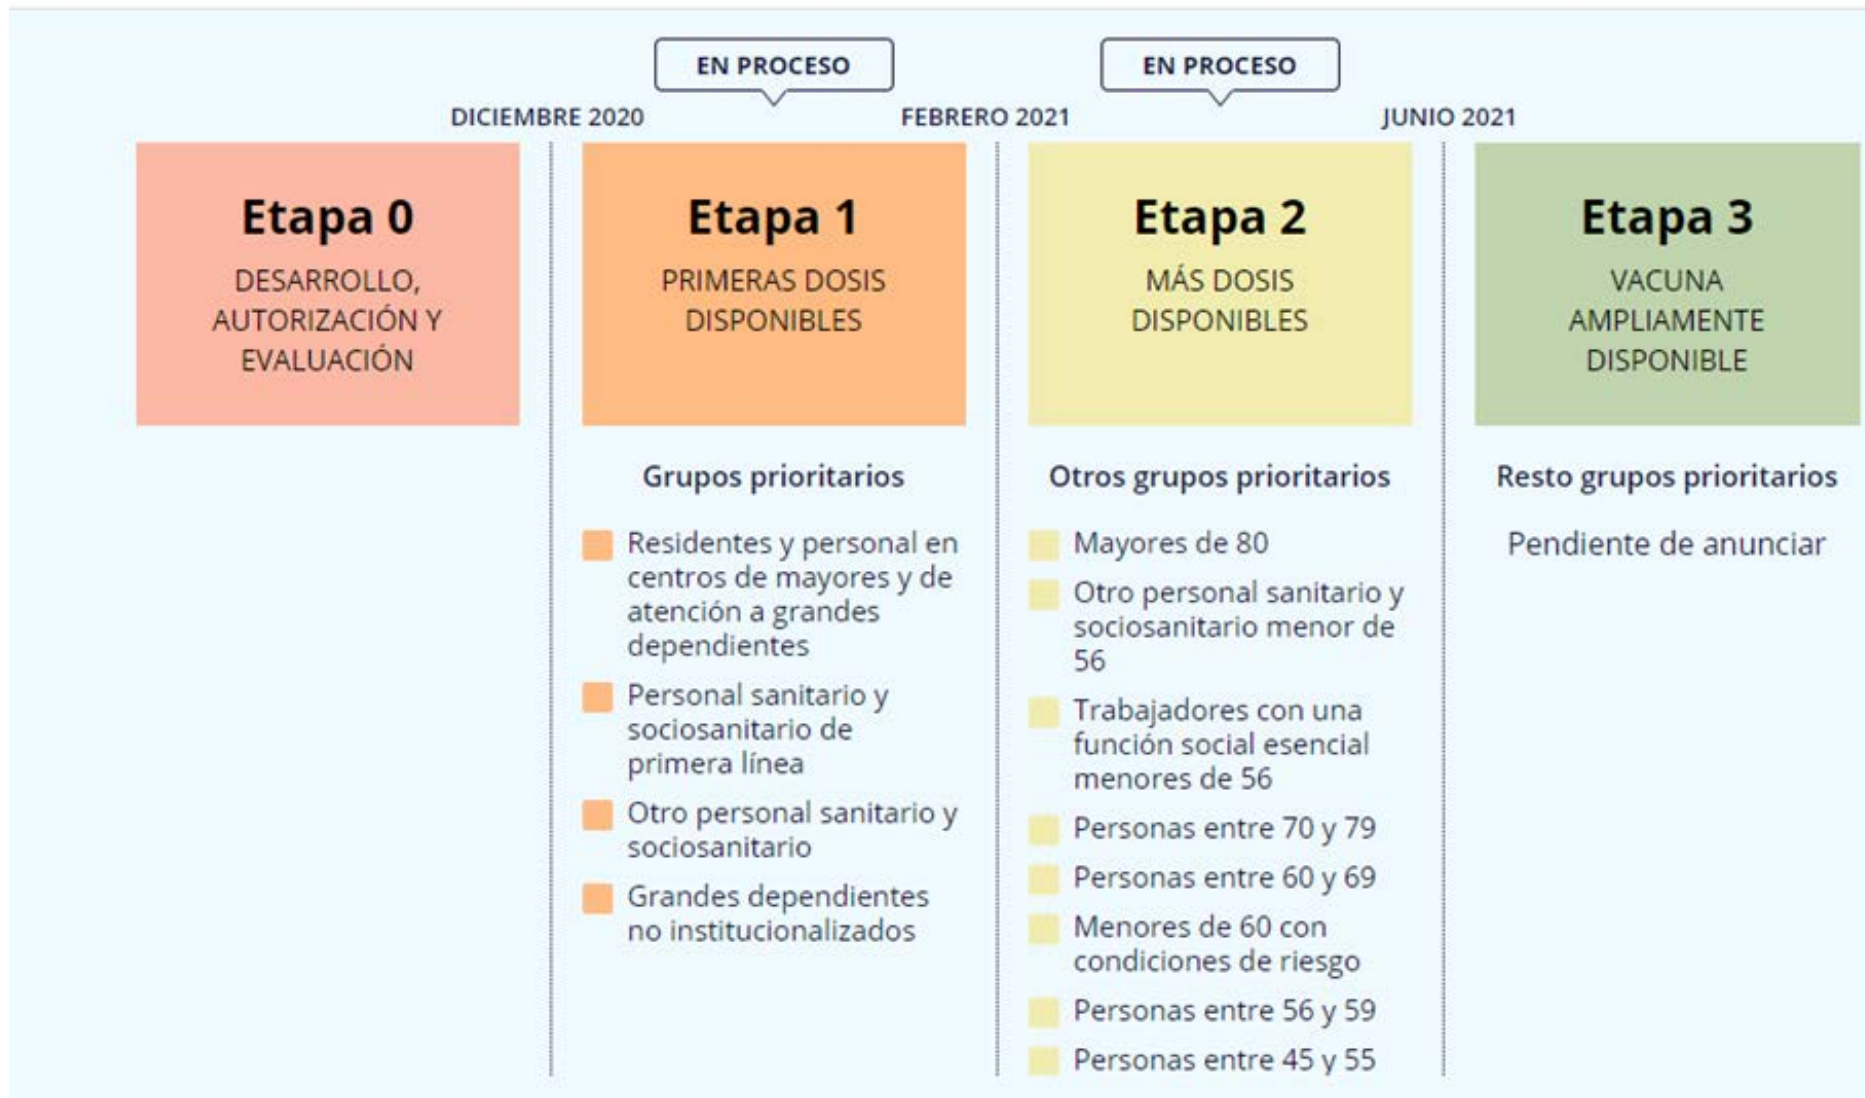 EN PROCESO
EN PROCESO
DICIEMBRE 2020
FEBRERO 2021
JUNIO 2021
Etapa 0
DESARROLLO,
AUTORIZACIÓN Y
EVALUACIÓN
Etapa 1
PRIMERAS DOSIS
DISPONIBLES
Grupos prioritarios
Residentes y personal en
centros de mayores y de
atención a grandes
dependientes
Personal sanitario y
sociosanitario de
primera línea
Otro personal sanitario y
sociosanitario
Grandes dependientes
no institucionalizados
Etapa 2
MÁS DOSIS
DISPONIBLES
Otros grupos prioritarios
Mayores de 80
Otro personal sanitario y
sociosanitario menor de
56
Trabajadores con una
función social esencial
menores de 56
Personas entre 70 y 79
Personas entre 60 y 69
Menores de 60 con
condiciones de riesgo
Personas entre 56 y 59
Personas entre 45 y 55
Etapa 3
VACUNA
AMPLIAMENTE
DISPONIBLE
Resto grupos prioritarios
Pendiente de anunciar